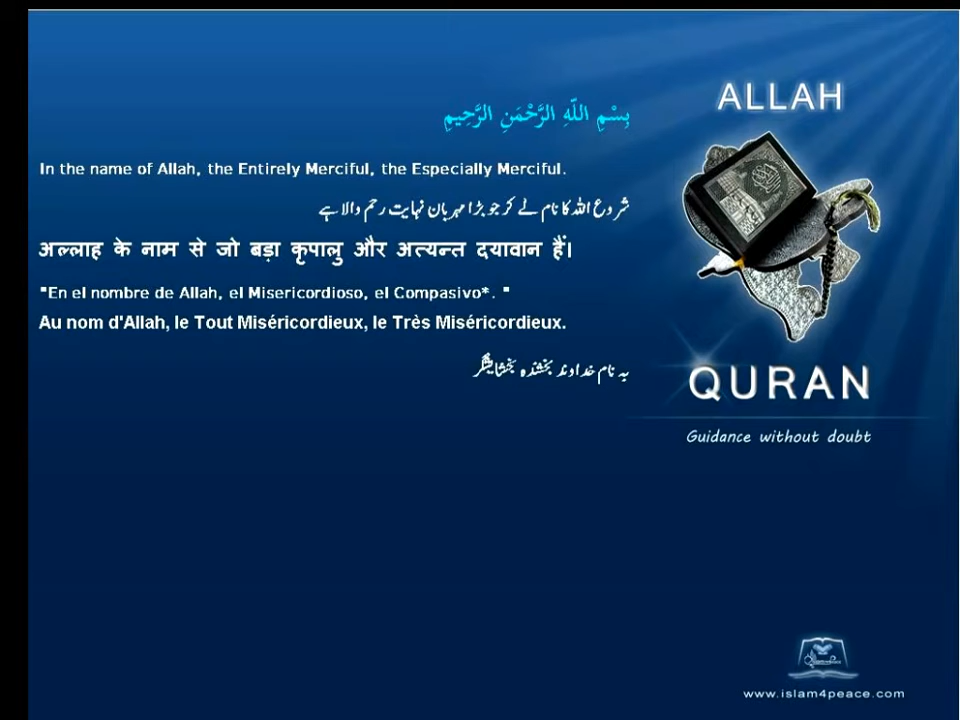 بِسْمِ اللَّهِ الرَّحْمَنِ الرَّحِيمِ
In the name of Allah, the Entirely Merciful, the Especially Merciful.
شروع الله کا نام لے کر جو بڑا مہربان نہایت رحم والا ہے
अल्लाह के नाम से जो बड़ा कृपालु और अत्यन्त दयावान हैं।
"En el nombre de Allah, el Misericordioso, el Compasivo*. "
Au nom d'Allah, le Tout Miséricordieux, le Très Miséricordieux.
به نام خداوند بخشنده بخشایشگر
ALLAH
QURAN
Guidance without doubt
www.islam4peace.com